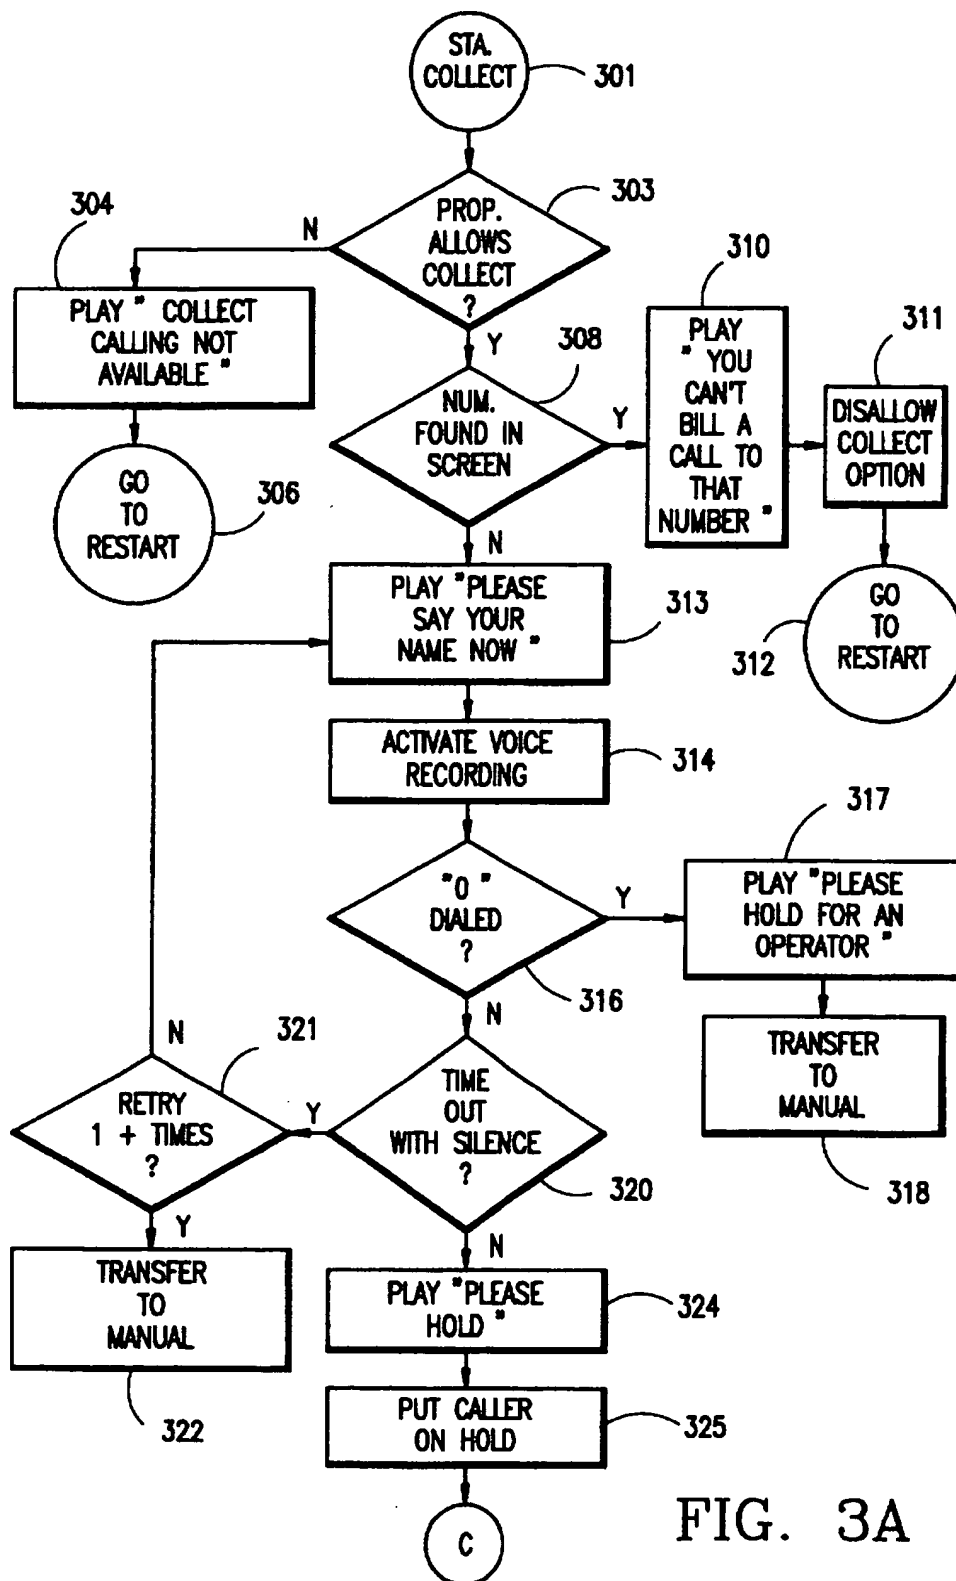 STA.
COLLECT
301
303
PROP.
ALLOWS
COLLECT
?
N
Y
304
PLAY " COLLECT
CALLING NOT
AVAILABLE "
GO
TO
RESTART
306
308
NUM.
FOUND IN
SCREEN
Y
N
310
PLAY
" YOU
CAN'T
BILL A
CALL TO
THAT
NUMBER "
311
DISALLOW
COLLECT
OPTION
GO
TO
RESTART
312
PLAY "PLEASE
SAY YOUR
NAME NOW "
313
ACTIVATE VOICE
RECORDING
314
"0 "
DIALED
?
Y
316
N
317
PLAY "PLEASE
HOLD FOR AN
OPERATOR "
TRANSFER
TO
MANUAL
318
TIME
OUT
WITH SILENCE
?
Y
320
N
321
N
RETRY
1 + TIMES
?
Y
TRANSFER
TO
MANUAL
322
PLAY "PLEASE
HOLD "
324
PUT CALLER
ON HOLD
325
C
FIG. 3A